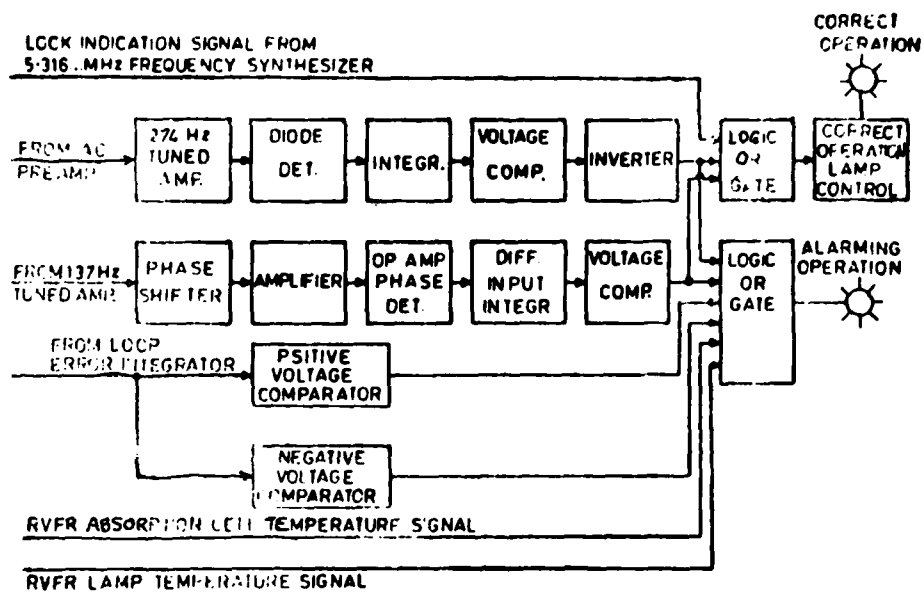 CORRECT
OPERATION
LOCK INDICATION SIGNAL FROM
5·316..MHz FREQUENCY SYNTHESIZER
FROM AC
PREAMP.
274 Hz
TUNED
AMP.
DIODE
DET.
INTEGR.
VOLTAGE
COMP.
INVERTER
LOGIC
OR
GATE
CORRECT
OPERATION
LAMP
CONTROL
FROM 137Hz
TUNED AMP.
PHASE
SHIFTER
AMPLIFIER
OP AMP
PHASE
DET.
DIFF.
INPUT
INTEGR
VOLTAGE
COMP.
LOGIC
OR
GATE
ALARMING
OPERATION
FROM LOOP
ERROR INTEGRATOR
PSITIVE
VOLTAGE
COMPARATOR
NEGATIVE
VOLTAGE
COMPARATOR
RVFR ABSORPTION CELL TEMPERATURE SIGNAL
RVFR LAMP TEMPERATURE SIGNAL